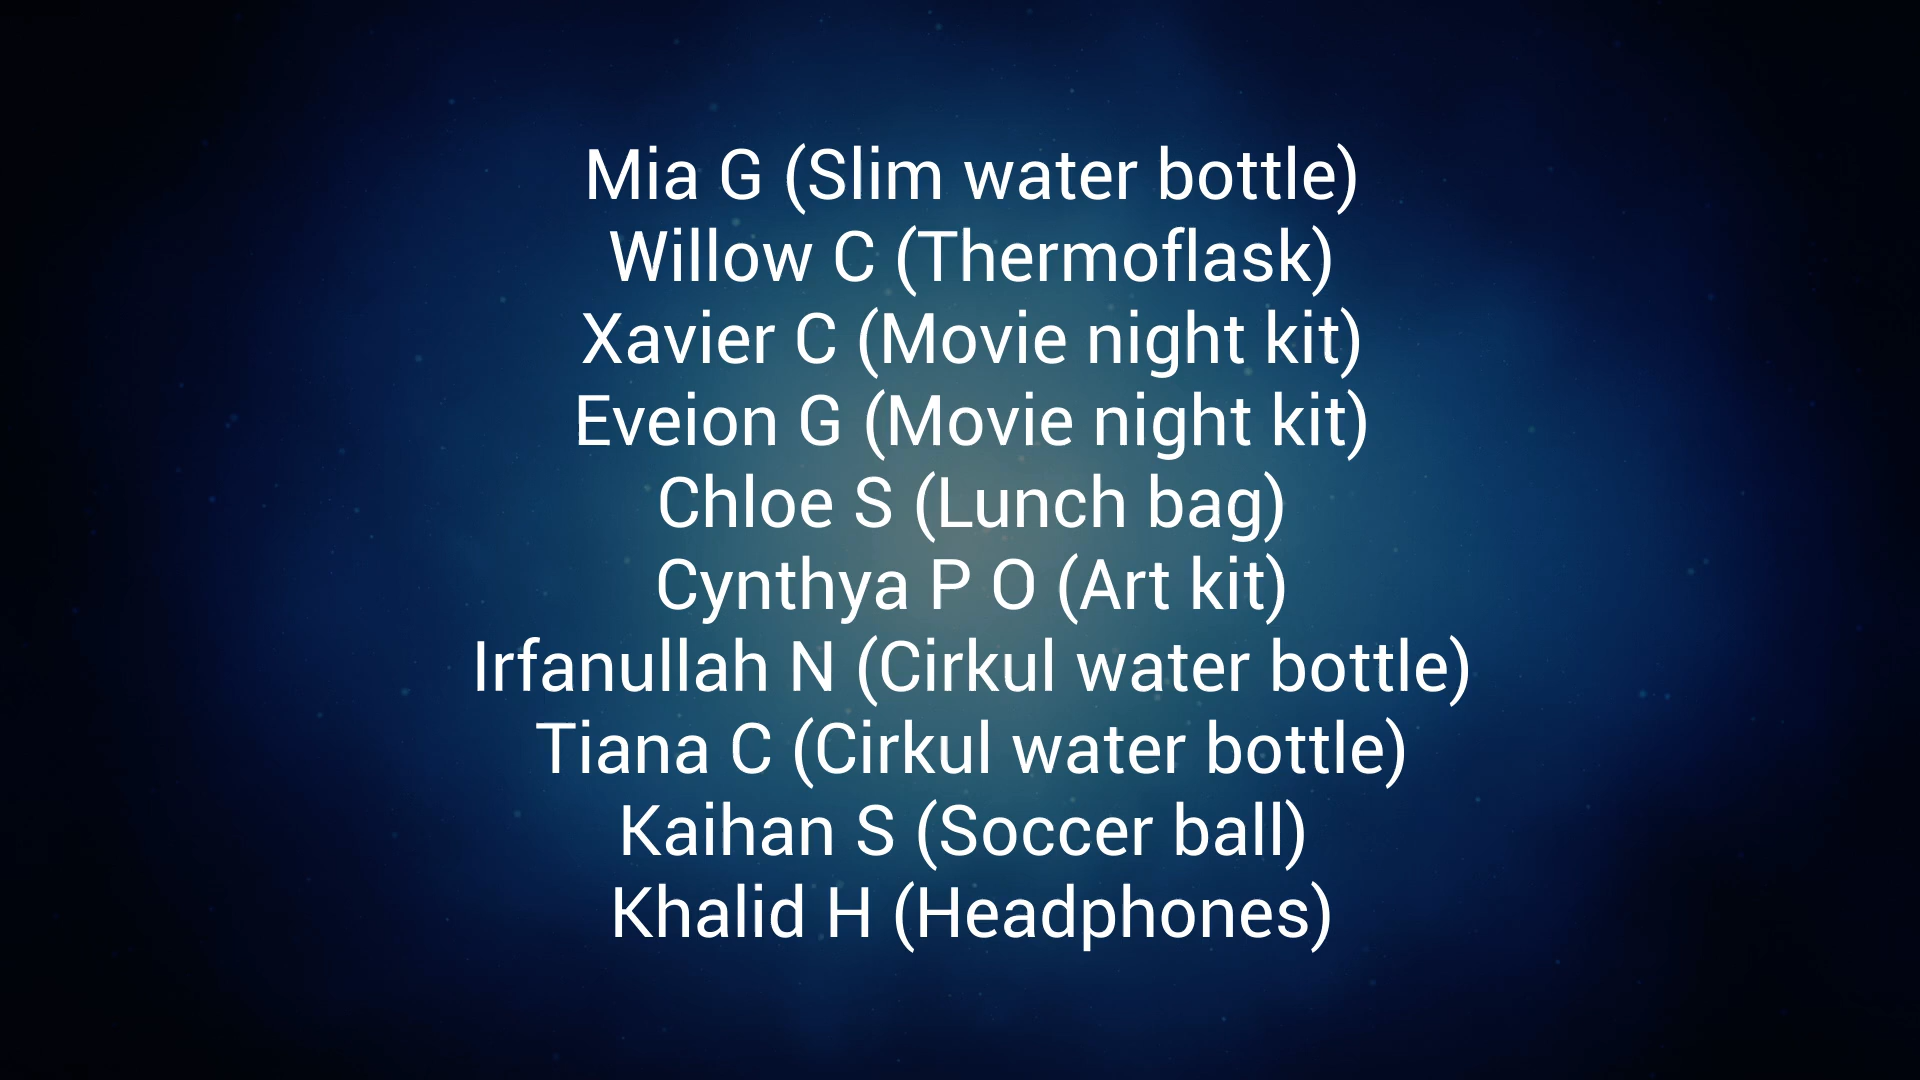 Mia G (Slim water bottle)
Willow C (Thermoflask)
Xavier C (Movie night kit)
Eveion G (Movie night kit)
Chloe S (Lunch bag)
Cynthya P O (Art kit)
Irfanullah N (Cirkul water bottle)
Tiana C (Cirkul water bottle)
Kaihan S (Soccer ball)
Khalid H (Headphones)